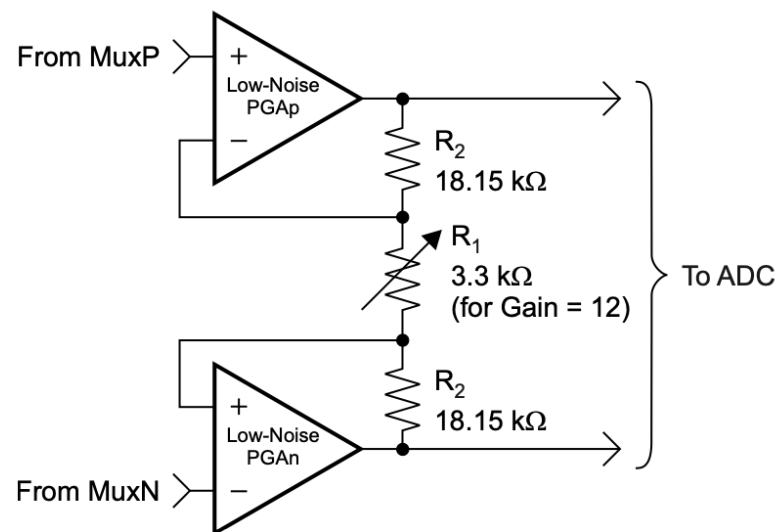 From MuxP
+
Low-Noise
PGAp
−
R₂
18.15 kΩ
R₁
3.3 kΩ
(for Gain = 12)
To ADC
R₂
18.15 kΩ
+
Low-Noise
PGAn
−
From MuxN